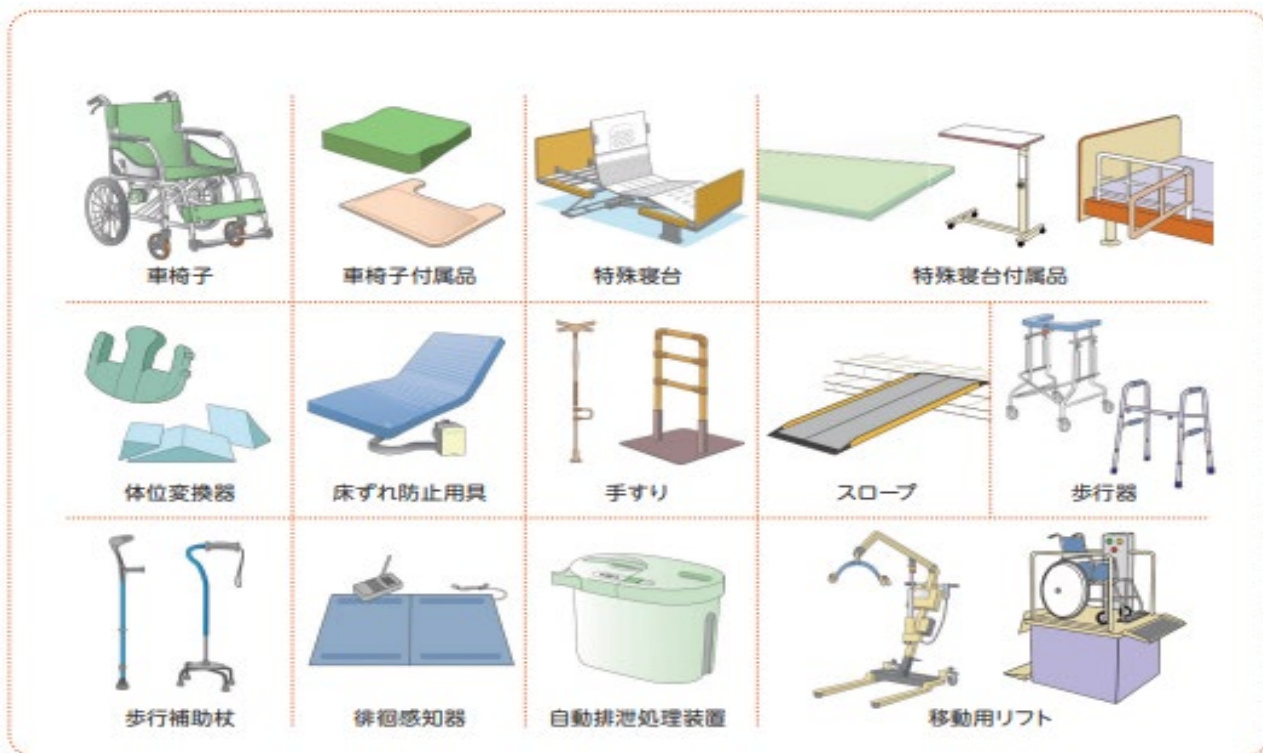 車椅子
車椅子付属品
特殊寝台
特殊寝台付属品
体位変換器
床ずれ防止用具
手すり
スロープ
歩行器
歩行補助杖
徘徊感知器
自動排泄処理装置
移動用リフト